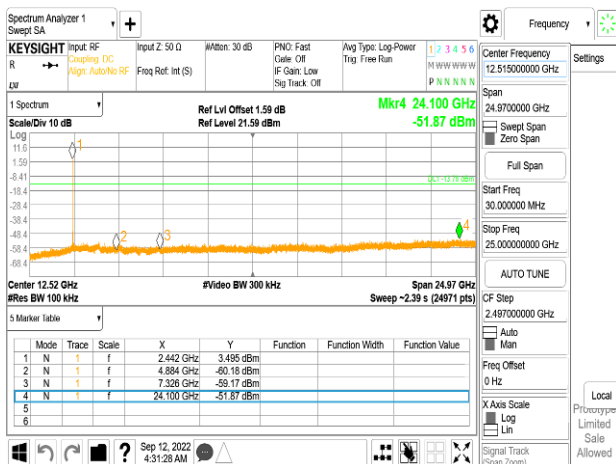 Spectrum Analyzer 1
Swept SA
Frequency
KEYSIGHT
R
Input: RF
Coupling: DC
Align: Auto/No RF
Input Z: 50 Ω
Freq Ref: Int (S)
#Atten: 30 dB
PNO: Fast
Gate: Off
IF Gain: Low
Sig Track: Off
Avg Type: Log-Power
Trig: Free Run
1 2 3 4 5 6
M W W W W W
P N N N N N
1 Spectrum
Scale/Div 10 dB
Ref Lvl Offset 1.59 dB
Ref Level 21.59 dBm
Mkr4 24.100 GHz
-51.87 dBm
Log
11.6
1.59
-8.41
-18.4
-28.4
-38.4
-48.4
-58.4
-68.4
1
2
3
4
DL1 -13.78 dBm
Center 12.52 GHz
#Res BW 100 kHz
#Video BW 300 kHz
Span 24.97 GHz
Sweep ~2.39 s (24971 pts)
5 Marker Table
Mode Trace Scale X Y Function Function Width Function Value
1 N 1 f 2.442 GHz 3.495 dBm
2 N 1 f 4.884 GHz -60.18 dBm
3 N 1 f 7.326 GHz -59.17 dBm
4 N 1 f 24.100 GHz -51.87 dBm
5
6
?
Sep 12, 2022
4:31:28 AM
Center Frequency
12.515000000 GHz
Span
24.9700000 GHz
Swept Span
Zero Span
Full Span
Start Freq
30.000000 MHz
Stop Freq
25.000000000 GHz
AUTO TUNE
CF Step
2.497000000 GHz
Auto
Man
Freq Offset
0 Hz
X Axis Scale
Log
Lin
Signal Track
(Span Zoom)
Settings
Local
Prototype
Limited
Sale
Allowed